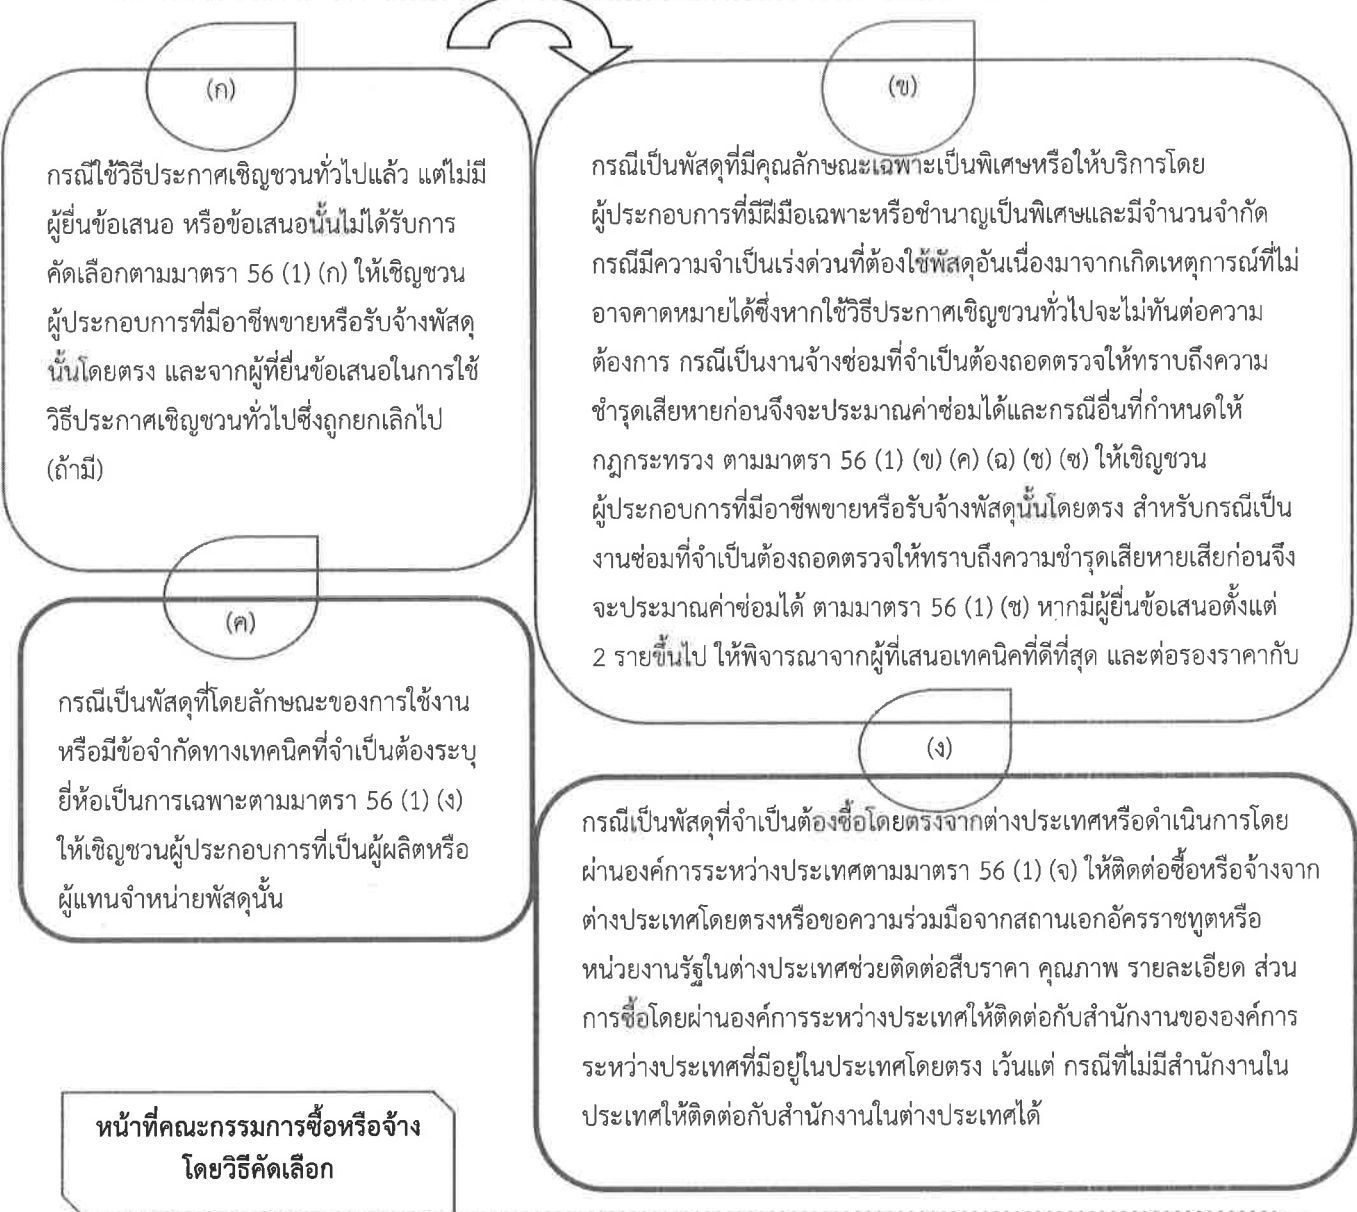 (ก)
กรณีใช้วิธีประกาศเชิญชวนทั่วไปแล้ว แต่ไม่มี
ผู้ยื่นข้อเสนอ หรือข้อเสนอนั้นไม่ได้รับการ
คัดเลือกตามมาตรา 56 (1) (ก) ให้เชิญชวน
ผู้ประกอบการที่มีอาชีพขายหรือรับจ้างพัสดุ
นั้นโดยตรง และจากผู้ที่ยื่นข้อเสนอในการใช้
วิธีประกาศเชิญชวนทั่วไปซึ่งถูกยกเลิกไป
(ถ้ามี)
(ข)
กรณีเป็นพัสดุที่มีคุณลักษณะเฉพาะเป็นพิเศษหรือให้บริการโดย
ผู้ประกอบการที่มีฝีมือเฉพาะหรือชำนาญเป็นพิเศษและมีจำนวนจำกัด
กรณีมีความจำเป็นเร่งด่วนที่ต้องใช้พัสดุอันเนื่องมาจากเกิดเหตุการณ์ที่ไม่
อาจคาดหมายได้ซึ่งหากใช้วิธีประกาศเชิญชวนทั่วไปจะไม่ทันต่อความ
ต้องการ กรณีเป็นงานจ้างซ่อมที่จำเป็นต้องถอดตรวจให้ทราบถึงความ
ชำรุดเสียหายก่อนจึงจะประมาณค่าซ่อมได้และกรณีอื่นที่กำหนดให้
กฎกระทรวง ตามมาตรา 56 (1) (ข) (ค) (ฉ) (ช) (ซ) ให้เชิญชวน
ผู้ประกอบการที่มีอาชีพขายหรือรับจ้างพัสดุนั้นโดยตรง สำหรับกรณีเป็น
งานซ่อมที่จำเป็นต้องถอดตรวจให้ทราบถึงความชำรุดเสียหายเสียก่อนจึง
จะประมาณค่าซ่อมได้ ตามมาตรา 56 (1) (ช) หากมีผู้ยื่นข้อเสนอตั้งแต่
2 รายขึ้นไป ให้พิจารณาจากผู้ที่เสนอเทคนิคที่ดีที่สุด และต่อรองราคากับ
(ค)
กรณีเป็นพัสดุที่โดยลักษณะของการใช้งาน
หรือมีข้อจำกัดทางเทคนิคที่จำเป็นต้องระบุ
ยี่ห้อเป็นการเฉพาะตามมาตรา 56 (1) (ง)
ให้เชิญชวนผู้ประกอบการที่เป็นผู้ผลิตหรือ
ผู้แทนจำหน่ายพัสดุนั้น
(ง)
กรณีเป็นพัสดุที่จำเป็นต้องซื้อโดยตรงจากต่างประเทศหรือดำเนินการโดย
ผ่านองค์การระหว่างประเทศตามมาตรา 56 (1) (จ) ให้ติดต่อซื้อหรือจ้างจาก
ต่างประเทศโดยตรงหรือขอความร่วมมือจากสถานเอกอัครราชทูตหรือ
หน่วยงานรัฐในต่างประเทศช่วยติดต่อสืบราคา คุณภาพ รายละเอียด ส่วน
การซื้อโดยผ่านองค์การระหว่างประเทศให้ติดต่อกับสำนักงานขององค์การ
ระหว่างประเทศที่มีอยู่ในประเทศโดยตรง เว้นแต่ กรณีที่ไม่มีสำนักงานใน
ประเทศให้ติดต่อกับสำนักงานในต่างประเทศได้
หน้าที่คณะกรรมการซื้อหรือจ้าง
โดยวิธีคัดเลือก